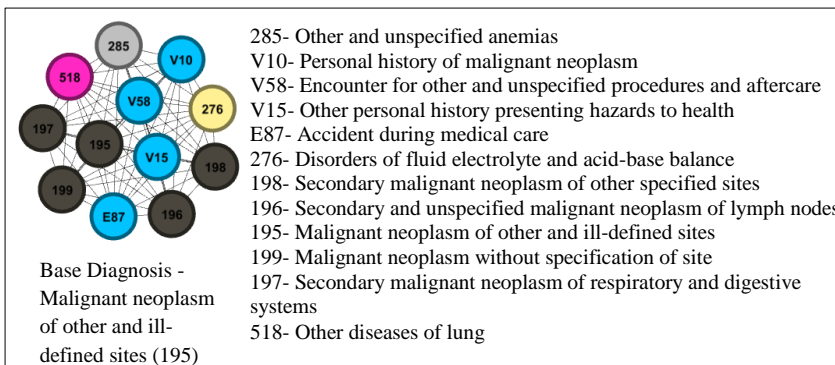 285
V10
518
V58
276
197
195
V15
198
199
E87
196
Base Diagnosis -
Malignant neoplasm
of other and ill-
defined sites (195)
285- Other and unspecified anemias
V10- Personal history of malignant neoplasm
V58- Encounter for other and unspecified procedures and aftercare
V15- Other personal history presenting hazards to health
E87- Accident during medical care
276- Disorders of fluid electrolyte and acid-base balance
198- Secondary malignant neoplasm of other specified sites
196- Secondary and unspecified malignant neoplasm of lymph nodes
195- Malignant neoplasm of other and ill-defined sites
199- Malignant neoplasm without specification of site
197- Secondary malignant neoplasm of respiratory and digestive
systems
518- Other diseases of lung